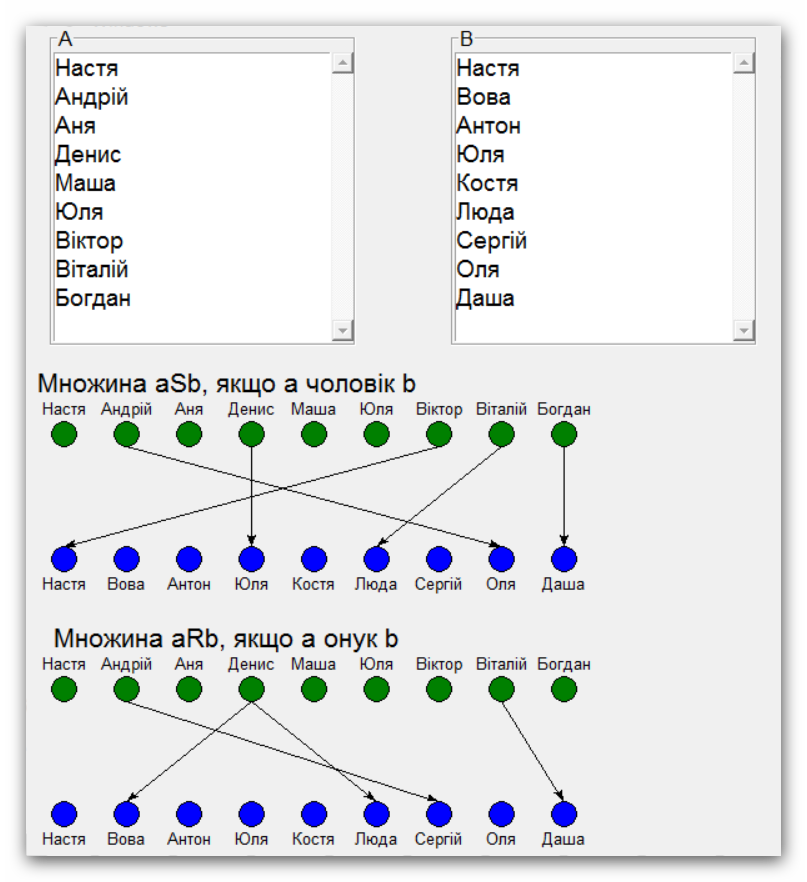 A
Настя
Андрій
Аня
Денис
Маша
Юля
Віктор
Віталій
Богдан
B
Настя
Вова
Антон
Юля
Костя
Люда
Сергій
Оля
Даша
Множина aSb, якщо a чоловік b
Настя Андрій Аня Денис Маша Юля Віктор Віталій Богдан
Настя Вова Антон Юля Костя Люда Сергій Оля Даша
Множина aRb, якщо a онук b
Настя Андрій Аня Денис Маша Юля Віктор Віталій Богдан
Настя Вова Антон Юля Костя Люда Сергій Оля Даша